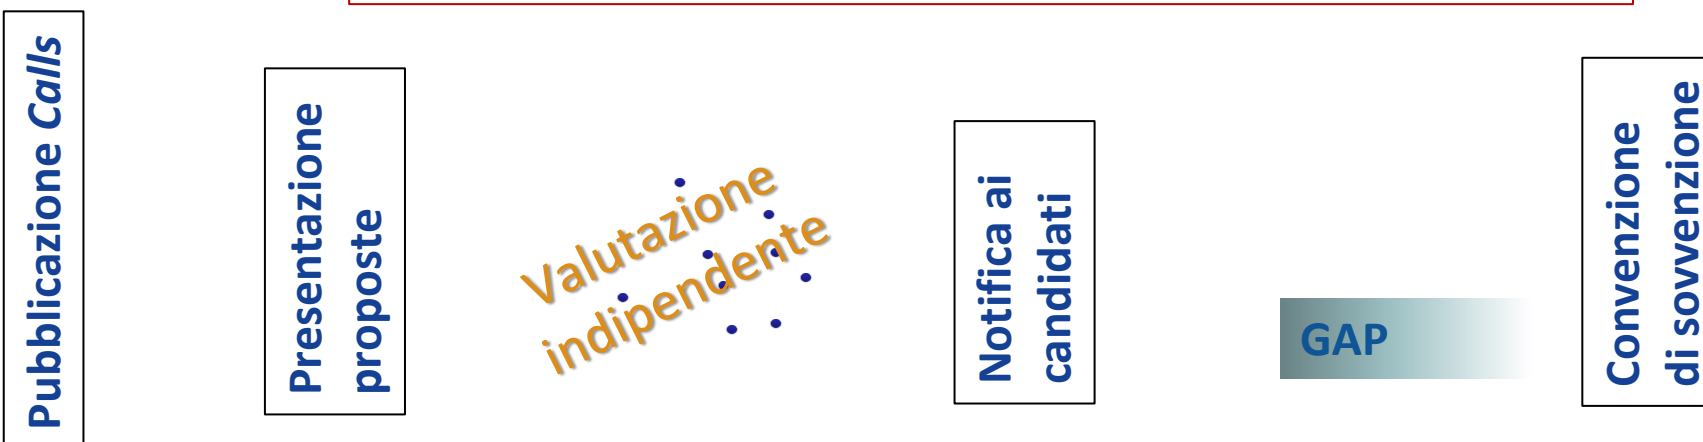 Pubblicazione Calls
Presentazione
proposte
Valutazione
indipendente
Notifica ai
candidati
GAP
Convenzione
di sovvenzione